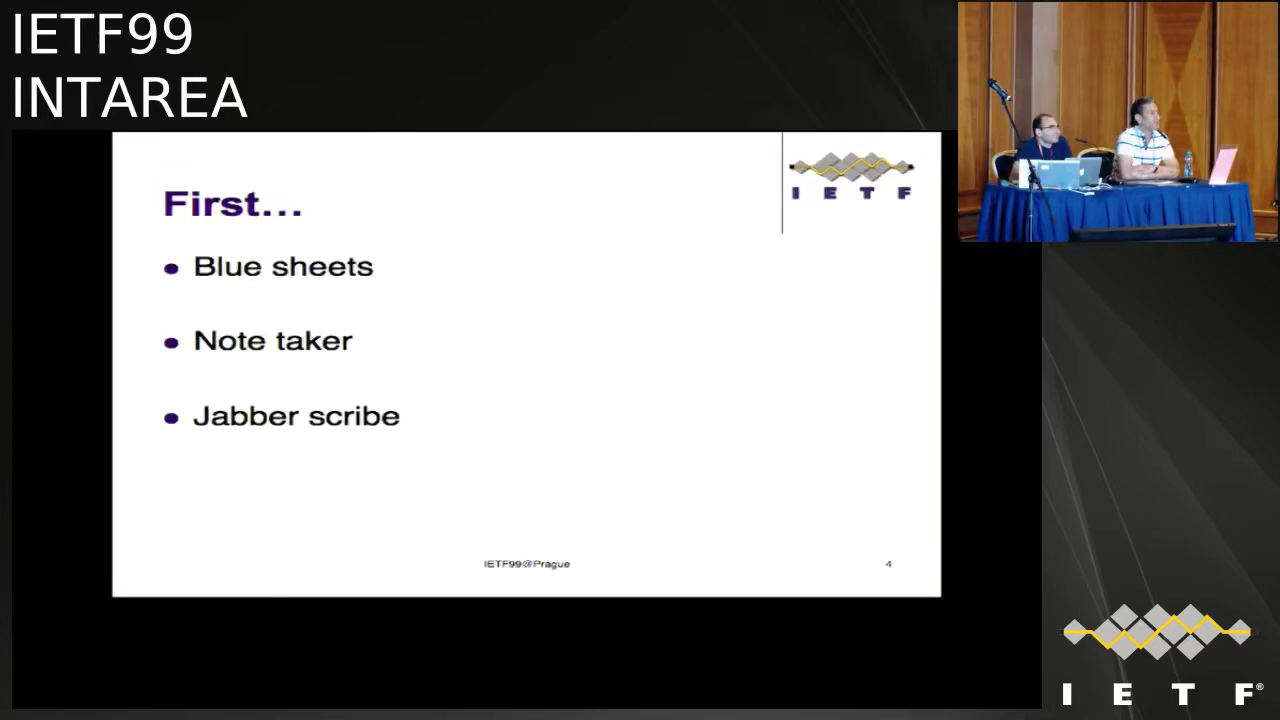 IETF99
INTAREA
I E T F
First...
Blue sheets
Note taker
Jabber scribe
IETF99@Prague
4
I E T F®